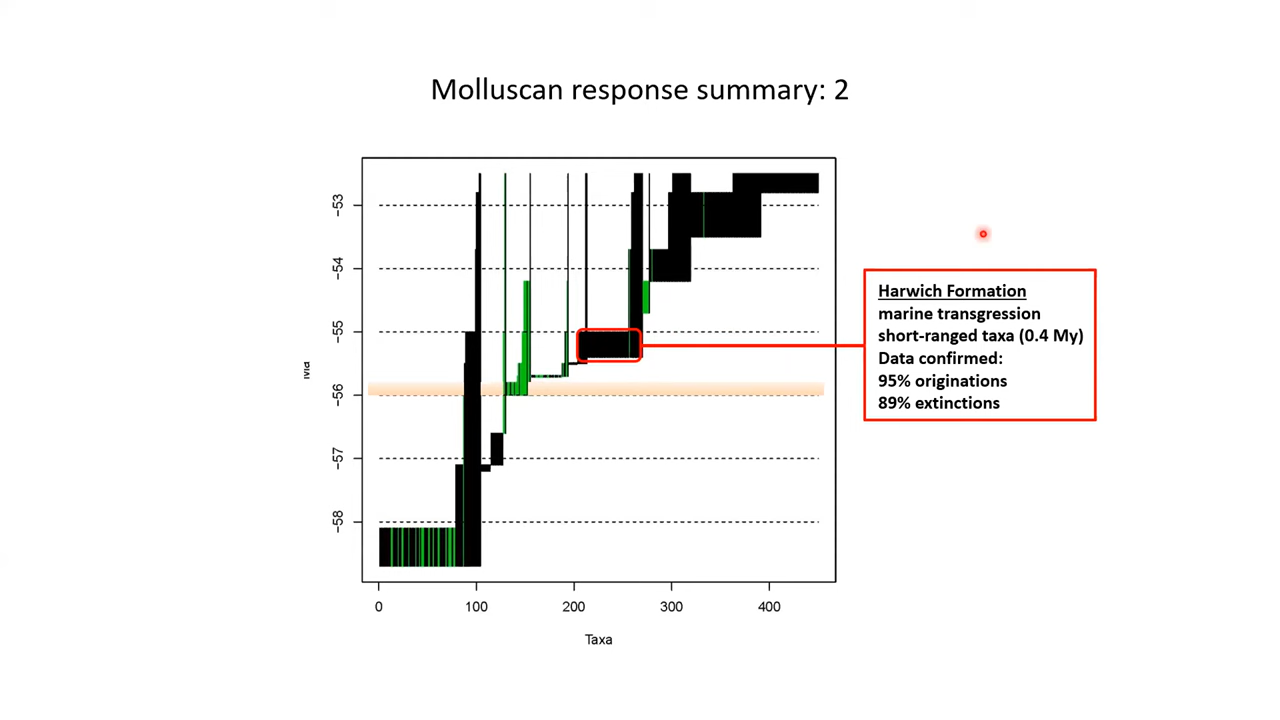 Molluscan response summary: 2
-53
-54
-55
-56
-57
-58
0 100 200 300 400
Taxa
Harwich Formation
marine transgression
short-ranged taxa (0.4 My)
Data confirmed:
95% originations
89% extinctions